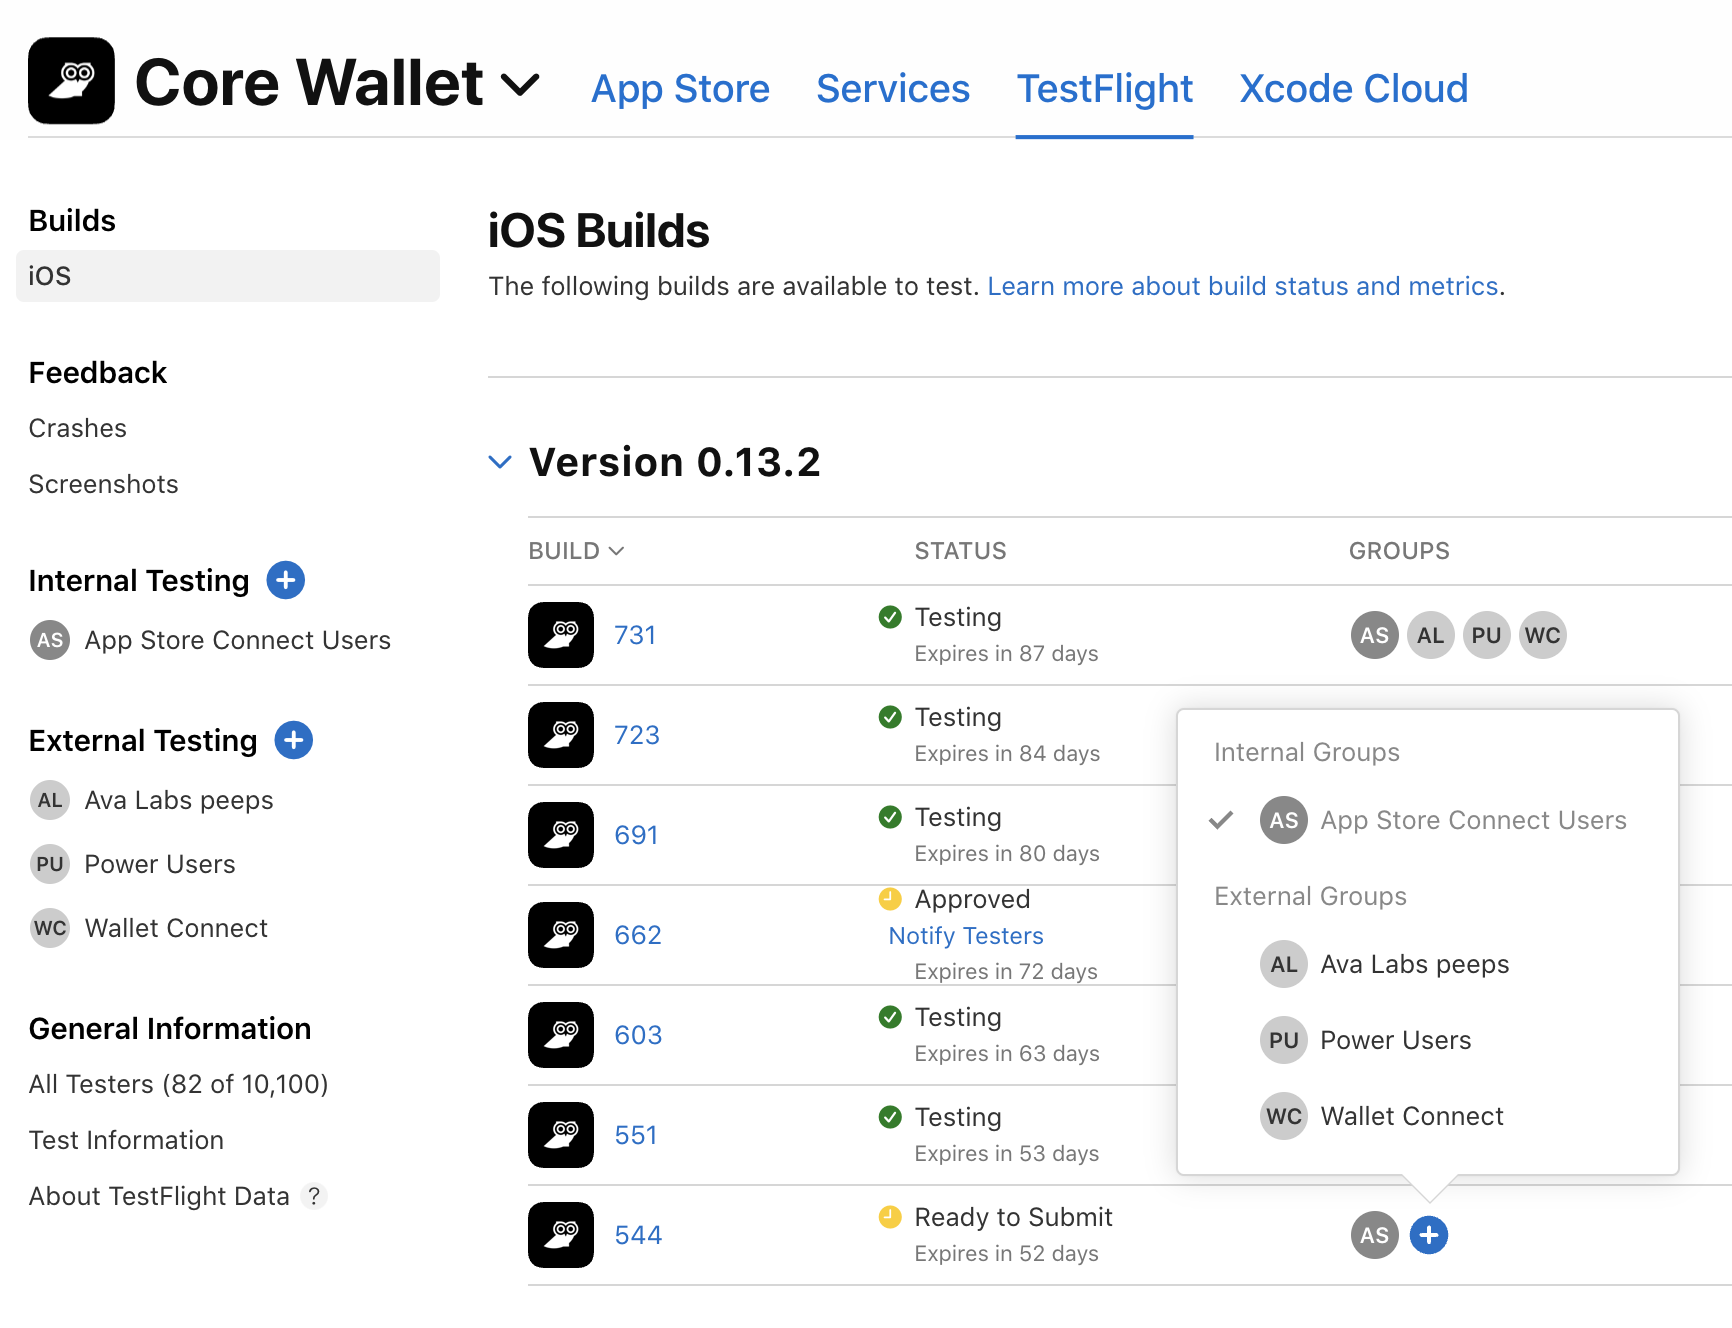 Core Wallet
App Store
Services
TestFlight
Xcode Cloud
Builds
iOS
Feedback
Crashes
Screenshots
Internal Testing
AS App Store Connect Users
External Testing
AL Ava Labs peeps
PU Power Users
WC Wallet Connect
General Information
All Testers (82 of 10,100)
Test Information
About TestFlight Data ?
iOS Builds
The following builds are available to test. Learn more about build status and metrics.
Version 0.13.2
BUILD STATUS GROUPS
731 Testing AS AL PU WC
Expires in 87 days
723 Testing
Expires in 84 days
691 Testing
Expires in 80 days
662 Approved
Notify Testers
Expires in 72 days
603 Testing
Expires in 63 days
551 Testing
Expires in 53 days
544 Ready to Submit AS
Expires in 52 days
Internal Groups
AS App Store Connect Users
External Groups
AL Ava Labs peeps
PU Power Users
WC Wallet Connect